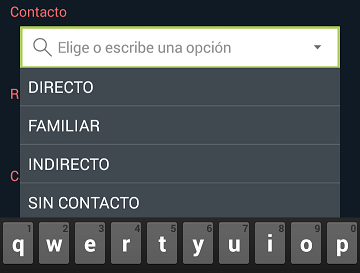 Contacto
Elige o escribe una opción
DIRECTO
R
FAMILIAR
INDIRECTO
C
SIN CONTACTO
1 2 3 4 5 6 7 8 9 0
q w e r t y u i o p